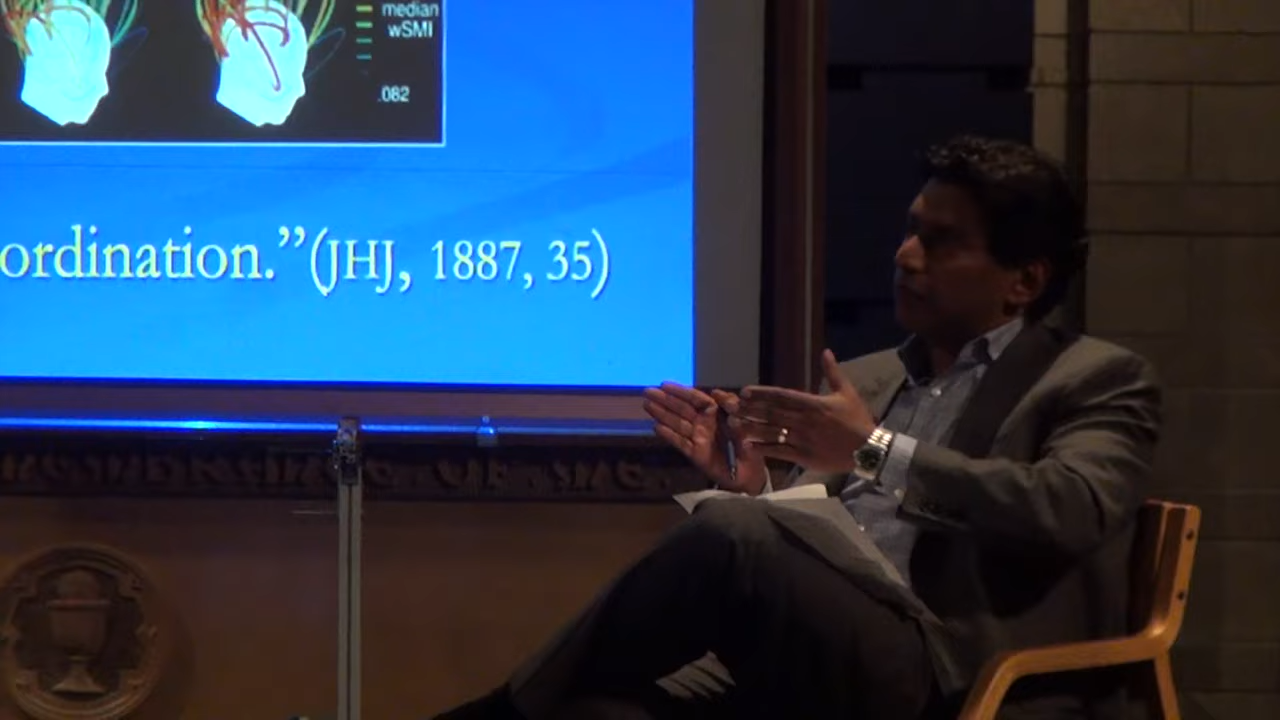 median
wSMI
.082
ordination.”(JHJ, 1887, 35)